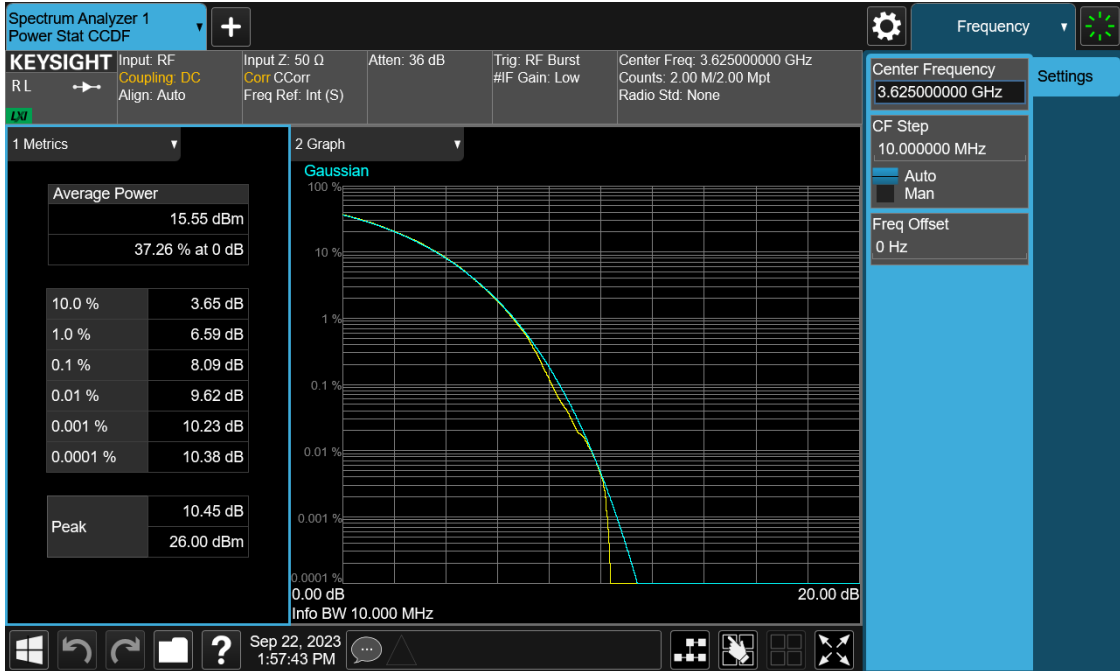 Spectrum Analyzer 1
Power Stat CCDF
▼
+
Frequency
▼
KEYSIGHT
R L
LXI
Input: RF
Coupling: DC
Align: Auto
Input Z: 50 Ω
Corr CCorr
Freq Ref: Int (S)
Atten: 36 dB
Trig: RF Burst
#IF Gain: Low
Center Freq: 3.625000000 GHz
Counts: 2.00 M/2.00 Mpt
Radio Std: None
Center Frequency
3.625000000 GHz
Settings
CF Step
10.000000 MHz
Auto
Man
Freq Offset
0 Hz
1 Metrics ▼
Average Power
15.55 dBm
37.26 % at 0 dB
10.0 % 3.65 dB
1.0 % 6.59 dB
0.1 % 8.09 dB
0.01 % 9.62 dB
0.001 % 10.23 dB
0.0001 % 10.38 dB
Peak 10.45 dB
26.00 dBm
2 Graph ▼
Gaussian
100 %
10 %
1 %
0.1 %
0.01 %
0.001 %
0.0001 %
0.00 dB 20.00 dB
Info BW 10.000 MHz
?
Sep 22, 2023
1:57:43 PM